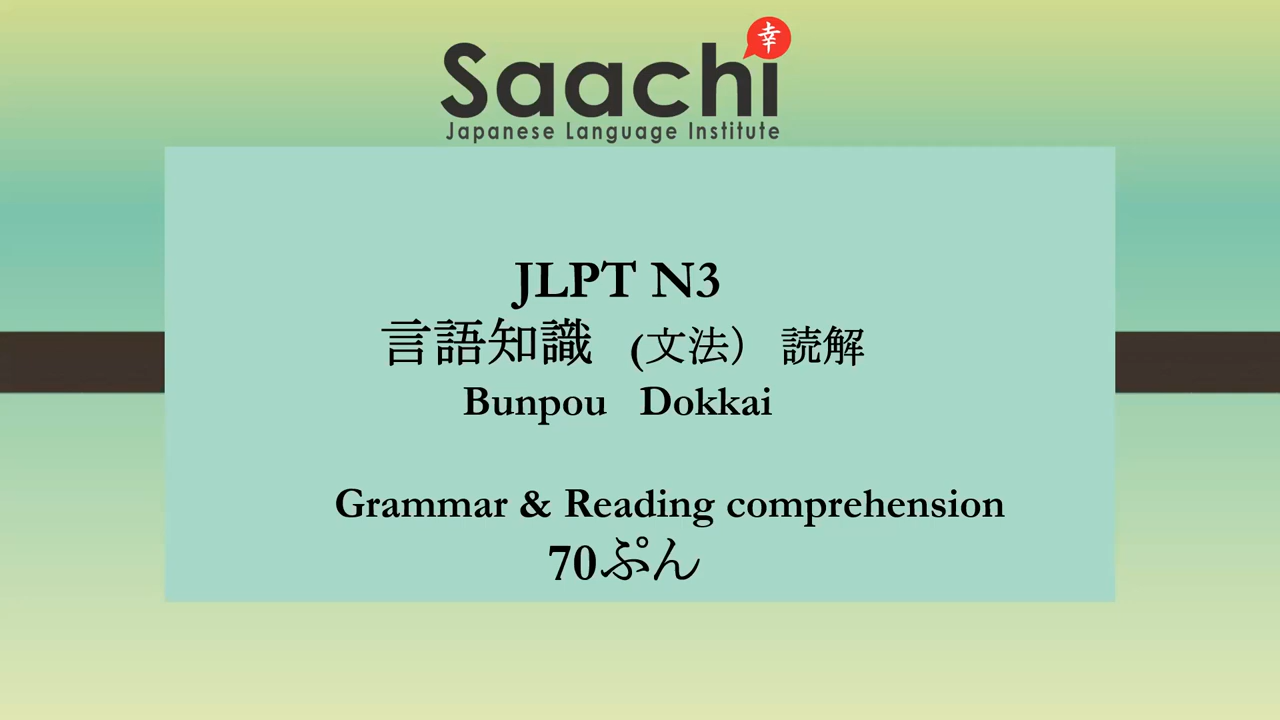 幸
Saachi
Japanese Language Institute
JLPT N3
言語知識 (文法） 読解
Bunpou Dokkai
Grammar & Reading comprehension
70ぷん